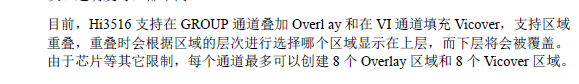 目前，Hi3516 支持在 GROUP 通道叠加 Overl ay 和在 VI 通道填充 Vicover，支持区域
重叠，重叠时会根据区域的层次进行选择哪个区域显示在上层，而下层将会被覆盖。
由于芯片等其它限制，每个通道最多可以创建 8 个 Overlay 区域和 8 个 Vicover 区域。